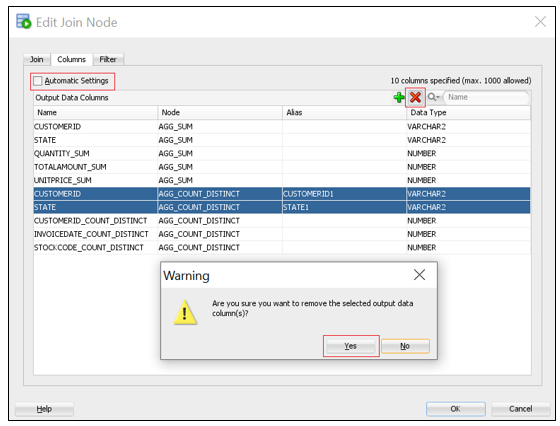 Edit Join Node
Join Columns Filter
Automatic Settings 10 columns specified (max. 1000 allowed)
Output Data Columns Name
Name Node Alias Data Type
CUSTOMERID AGG_SUM VARCHAR2
STATE AGG_SUM VARCHAR2
QUANTITY_SUM AGG_SUM NUMBER
TOTALAMOUNT_SUM AGG_SUM NUMBER
UNITPRICE_SUM AGG_SUM NUMBER
CUSTOMERID AGG_COUNT_DISTINCT CUSTOMERID1 VARCHAR2
STATE AGG_COUNT_DISTINCT STATE1 VARCHAR2
CUSTOMERID_COUNT_DISTINCT AGG_COUNT_DISTINCT NUMBER
INVOICEDATE_COUNT_DISTINCT AGG_COUNT_DISTINCT NUMBER
STOCKCODE_COUNT_DISTINCT AGG_COUNT_DISTINCT NUMBER
Warning
Are you sure you want to remove the selected output data
column(s)?
Yes No
Help OK Cancel